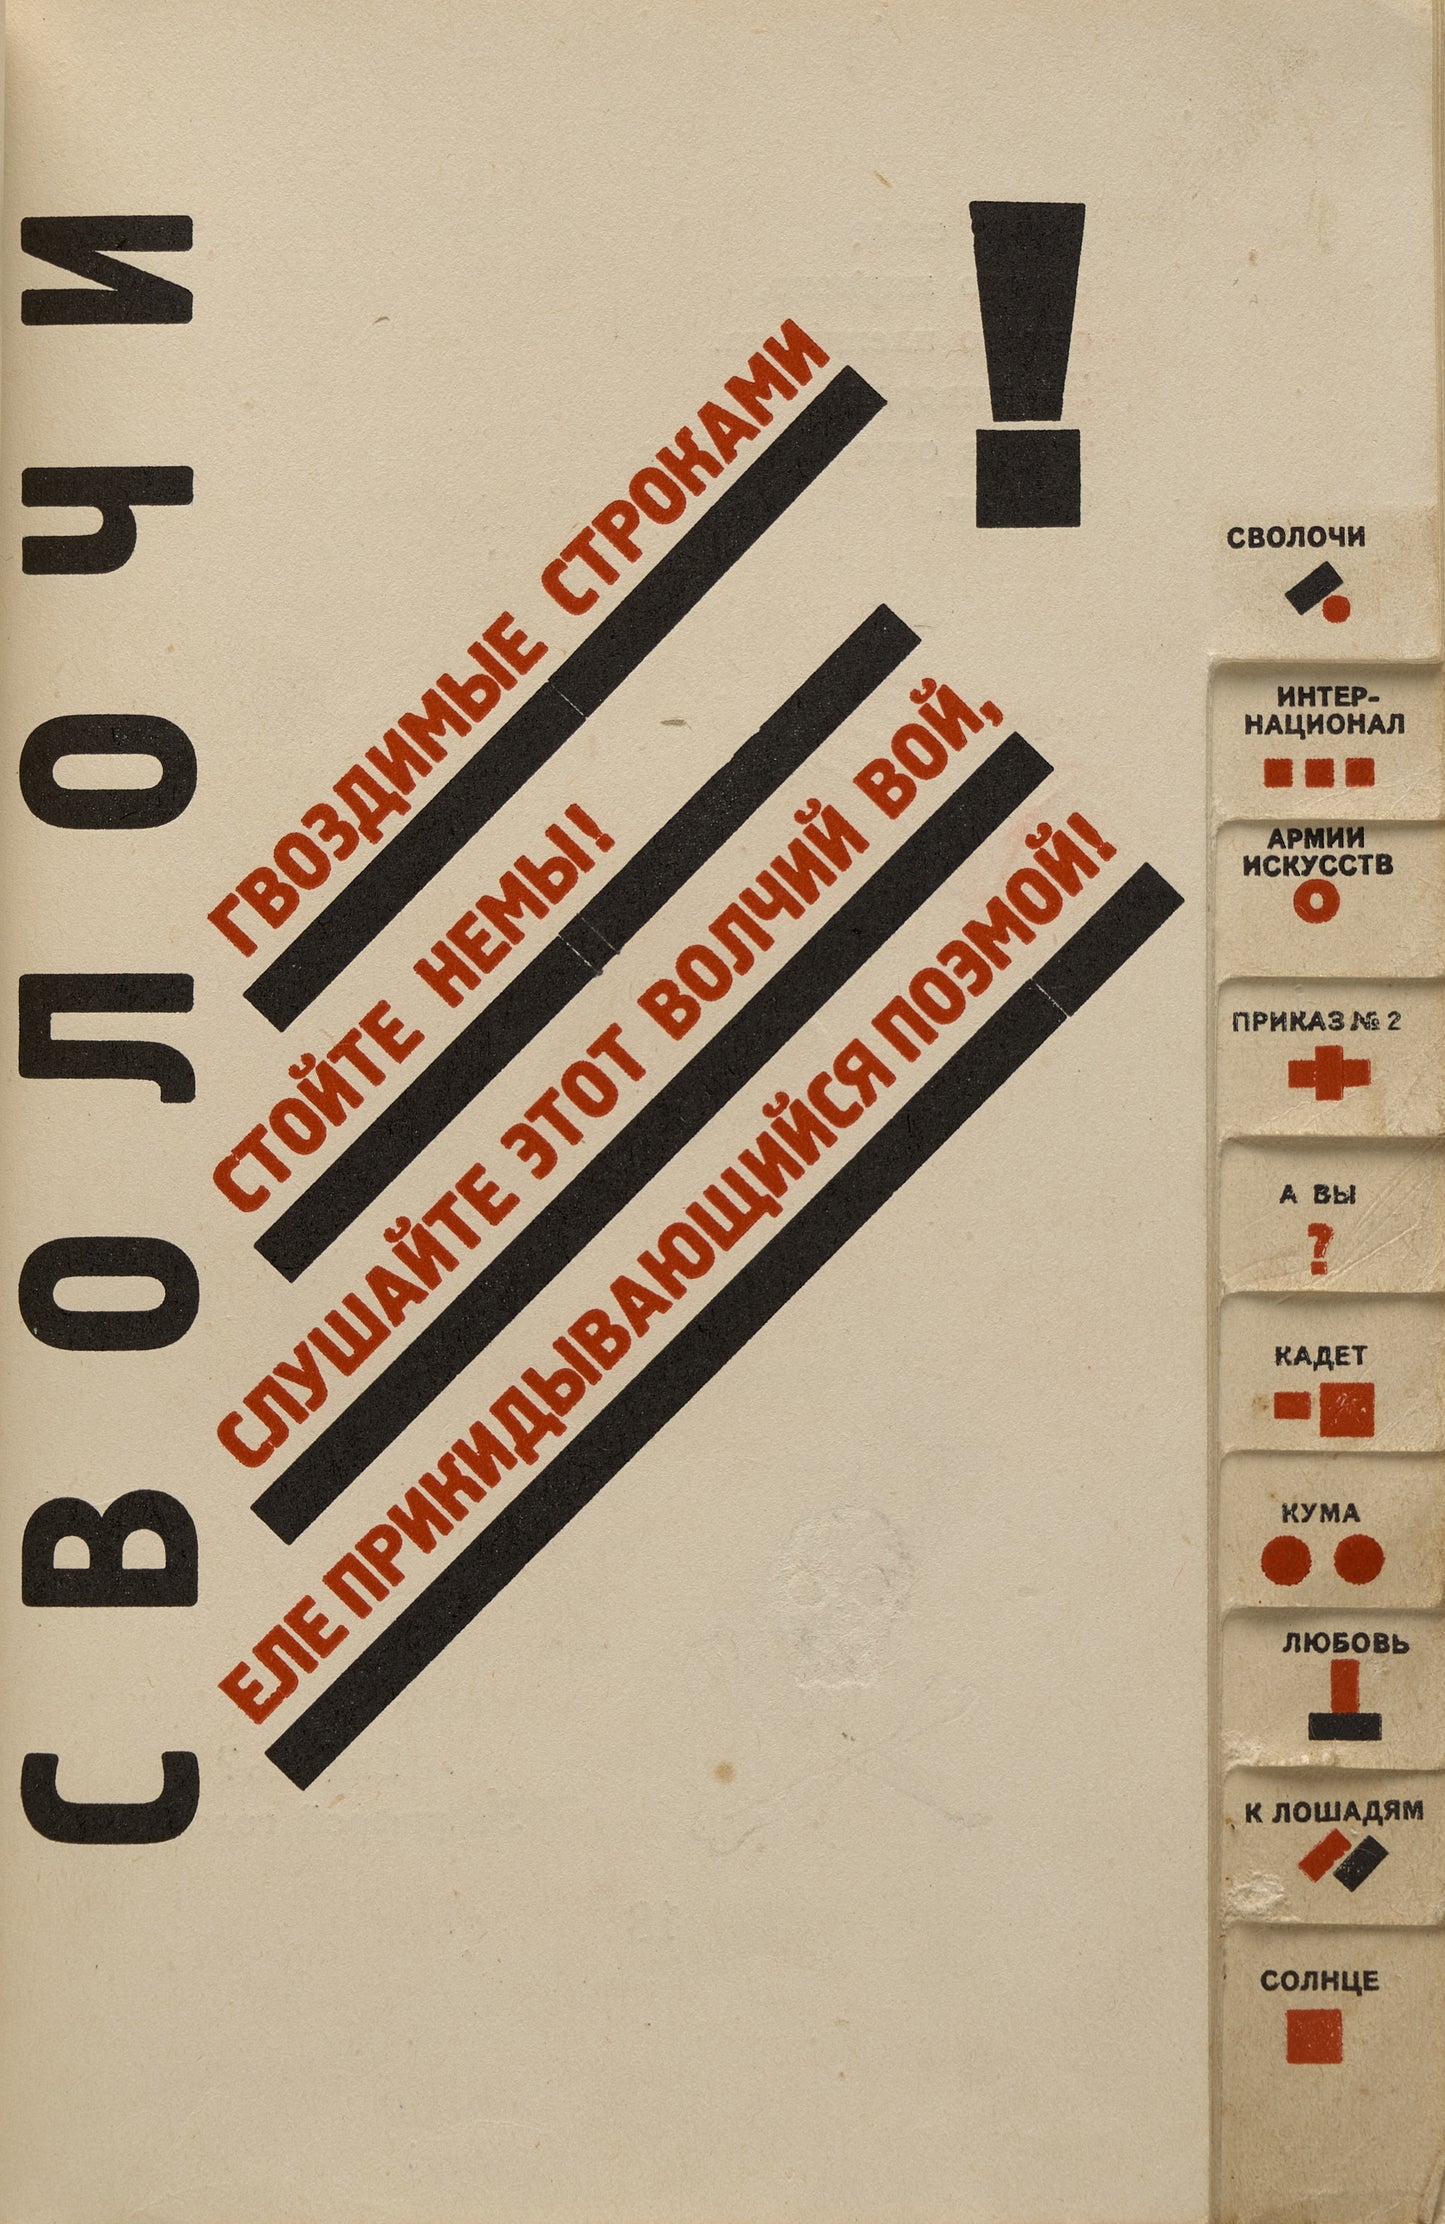 СВОЛОЧИ
!
ГВОЗДИМЫЕ СТРОКАМИ
СТОЙТЕ НЕМЫ!
СЛУШАЙТЕ ЭТОТ ВОЛЧИЙ ВОЙ,
ЕЛЕ ПРИКИДЫВАЮЩИЙСЯ ПОЭМОЙ!
СВОЛОЧИ
ИНТЕР-
НАЦИОНАЛ
АРМИИ
ИСКУССТВ
ПРИКАЗ № 2
А ВЫ
?
КАДЕТ
КУМА
ЛЮБОВЬ
К ЛОШАДЯМ
СОЛНЦЕ